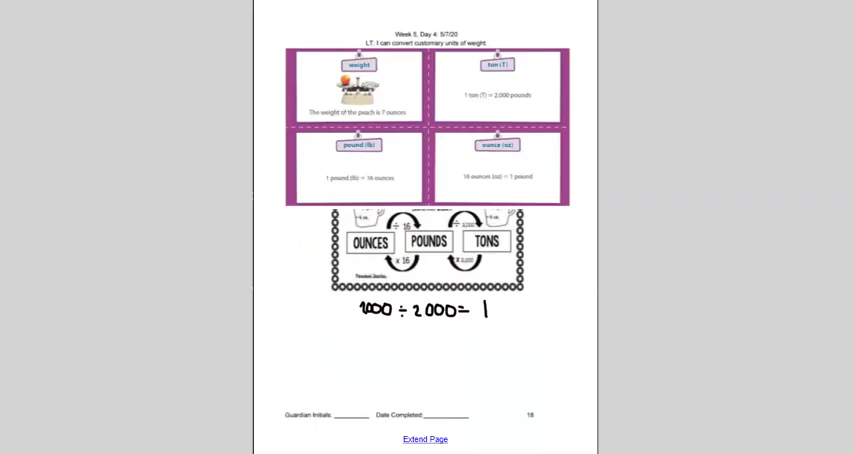 Week 5, Day 4: 5/7/20
LT: I can convert customary units of weight.
weight
The weight of the peach is 7 ounces.
ton (T)
1 ton (T) = 2,000 pounds
pound (lb)
1 pound (lb) = 16 ounces
ounce (oz)
16 ounces (oz) = 1 pound
÷ 16
÷ 2,000
OUNCES POUNDS TONS
x 16
x 2,000
2000 ÷ 2000 = 1
Guardian Initials: ________ Date Completed: __________ 18
Extend Page